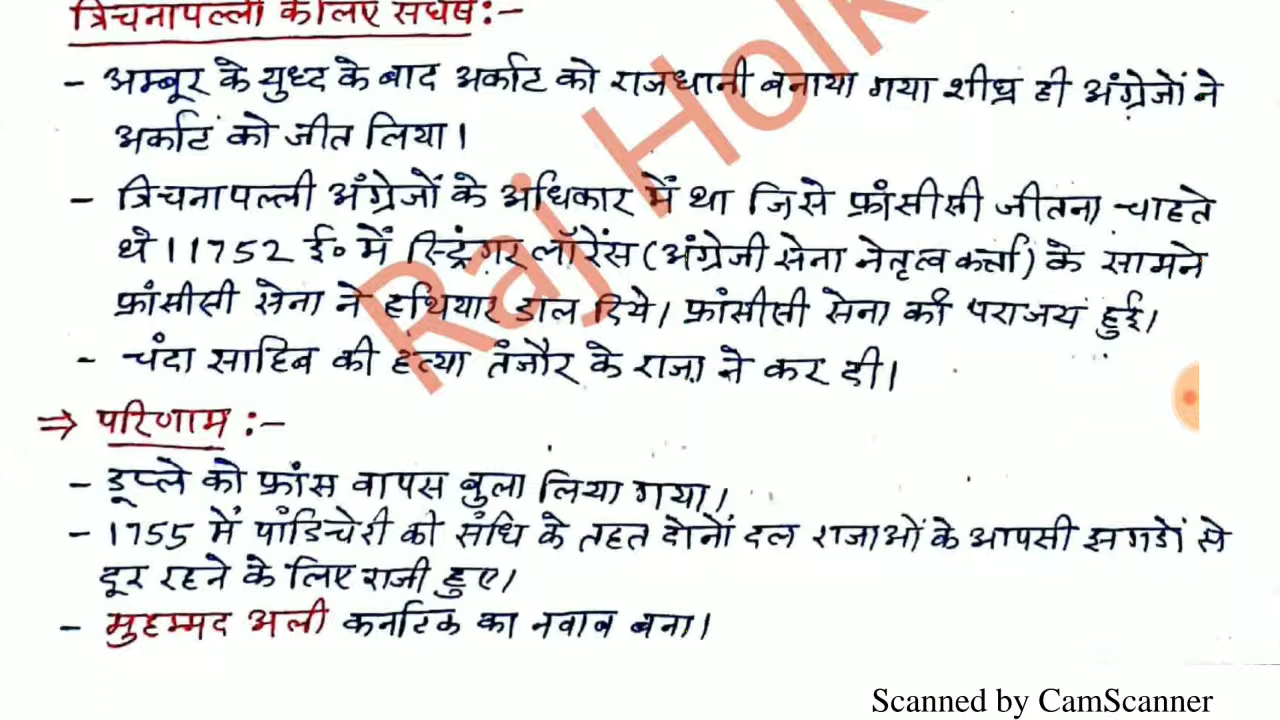 त्रिचनापल्ली के लिए संघर्ष:-
- अम्बूर के युध्द के बाद अर्काट को राजधानी बनाया गया शीघ्र ही अंग्रेजों ने
अर्काट को जीत लिया।
- त्रिचनापल्ली अंग्रेजों के अधिकार में था जिसे फ्रांसीसी जीतना चाहते
थे। 1752 ई॰ में स्ट्रिंगर लॉरेंस (अंग्रेजी सेना नेतृत्व कर्ता) के सामने
फ्रांसीसी सेना ने हथियार डाल दिये। फ्रांसीसी सेना की पराजय हुई।
- चंदा साहिब की हत्या तंजौर के राजा ने कर दी।
⇒ परिणाम :-
- डूप्ले को फ्रांस वापस बुला लिया गया।
- 1755 में पांडिचेरी की संधि के तहत दोनों दल राजाओं के आपसी झगडों से
दूर रहने के लिए राजी हुए।
- मुहम्मद अली कर्नाटक का नवाब बना।
Raj Holk
Scanned by CamScanner